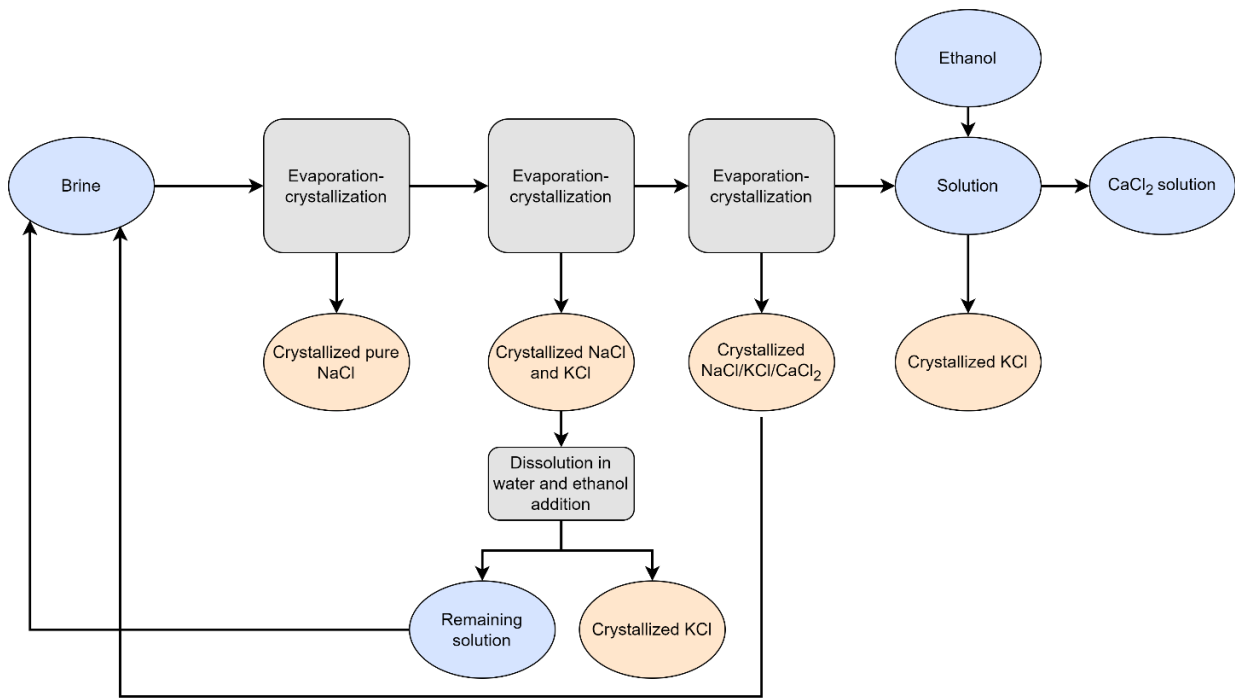 Ethanol
Brine
Evaporation-
crystallization
Evaporation-
crystallization
Evaporation-
crystallization
Solution
CaCl₂ solution
Crystallized pure
NaCl
Crystallized NaCl
and KCl
Crystallized
NaCl/KCl/CaCl₂
Crystallized KCl
Dissolution in
water and ethanol
addition
Remaining
solution
Crystallized KCl